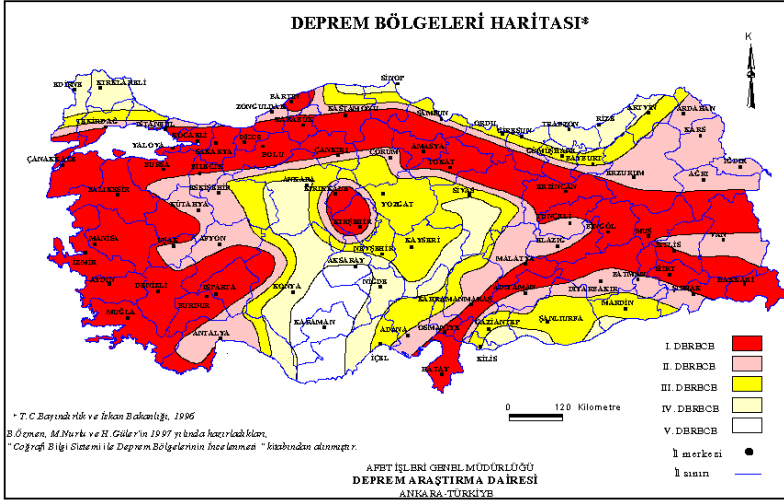 DEPREM BÖLGELERİ HARİTASI*
K
SİNOP
EDİRNE
KIRKLARELİ
BARTIN
ZONGULDAK
KASTAMONU
TEKİRDAĞ
İSTANBUL
KARABÜK
SAMSUN
ORDU
GİRESUN
TRABZON
RİZE
ARTVİN
ARDAHAN
KARS
KOCAELİ
YALOVA
SAKARYA
BOLU
ÇANKIRI
ÇORUM
AMASYA
TOKAT
GÜMÜŞHANE
BAYBURT
ERZURUM
AĞRI
IĞDIR
ÇANAKKALE
BURSA
BİLECİK
ESKİŞEHİR
ANKARA
KIRIKKALE
YOZGAT
SİVAS
ERZİNCAN
BALIKESİR
KÜTAHYA
KIRŞEHİR
TUNCELİ
BİNGÖL
MUŞ
VAN
MANİSA
UŞAK
AFYON
NEVŞEHİR
KAYSERİ
ELAZIĞ
BİTLİS
İZMİR
AKSARAY
MALATYA
AYDIN
DENİZLİ
ISPARTA
BURDUR
KONYA
NİĞDE
KAHRAMANMARAŞ
ADIYAMAN
DİYARBAKIR
BATMAN
SİİRT
ŞIRNAK
HAKKARİ
MUĞLA
ANTALYA
KARAMAN
İÇEL
ADANA
OSMANİYE
GAZİANTEP
ŞANLIURFA
MARDİN
KİLİS
HATAY
I. DERECE
II. DERECE
III. DERECE
IV. DERECE
V. DERECE
İl merkezi
İl sınırı
0 120 Kilometre
* T.C.Bayındırlık ve İskan Bakanlığı, 1996
B.Özmen, M.Nurlu ve H.Güler'in 1997 yılında hazırladıkları,
"Coğrafi Bilgi Sistemi ile Deprem Bölgelerinin İncelenmesi" kitabından alınmıştır.
AFET İŞLERİ GENEL MÜDÜRLÜĞÜ
DEPREM ARAŞTIRMA DAİRESİ
ANKARA-TÜRKİYE